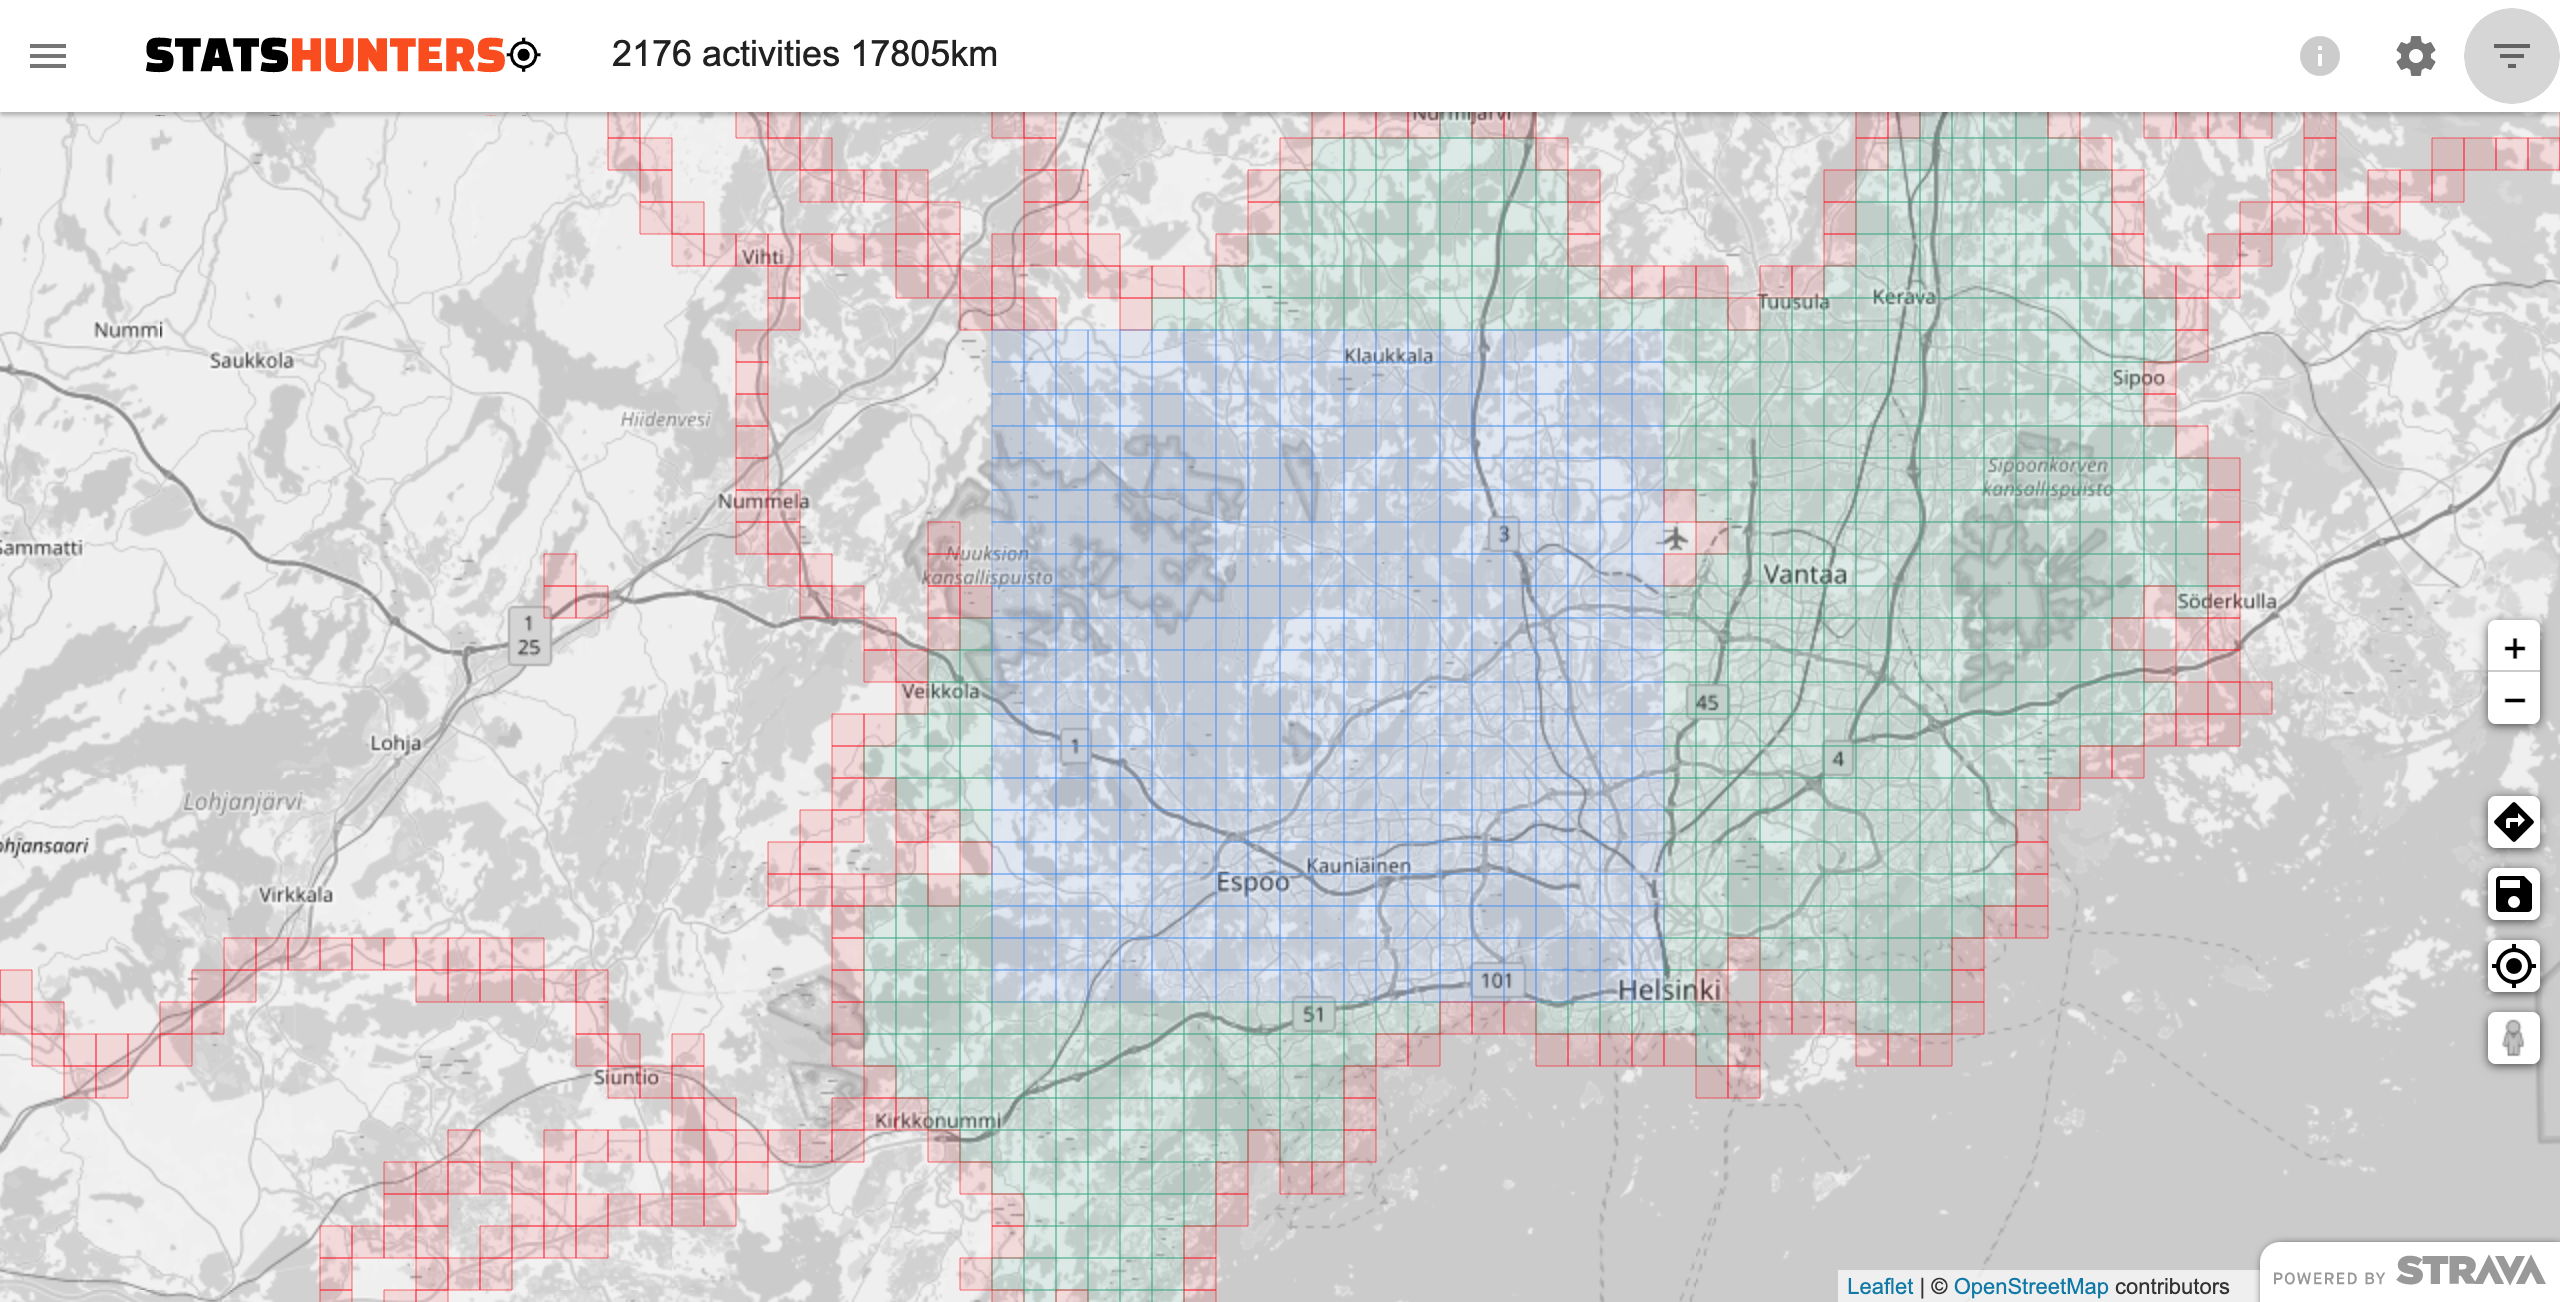 STATSHUNTERS
2176 activities 17805km
i
Nurmijärvi
Vihti
Tuusula
Kerava
Nummi
Saukkola
Klaukkala
Sipoo
Hiidenvesi
Sipoonkorven
kansallispuisto
Nummela
3
Sammatti
Nuuksion
kansallispuisto
Vantaa
Söderkulla
1
25
+
−
Veikkola
45
Lohja
1
4
Lohjanjärvi
ohjansaari
Kauniainen
Espoo
Virkkala
101
Helsinki
51
Siuntio
Kirkkonummi
POWERED BY STRAVA
Leaflet | © OpenStreetMap contributors